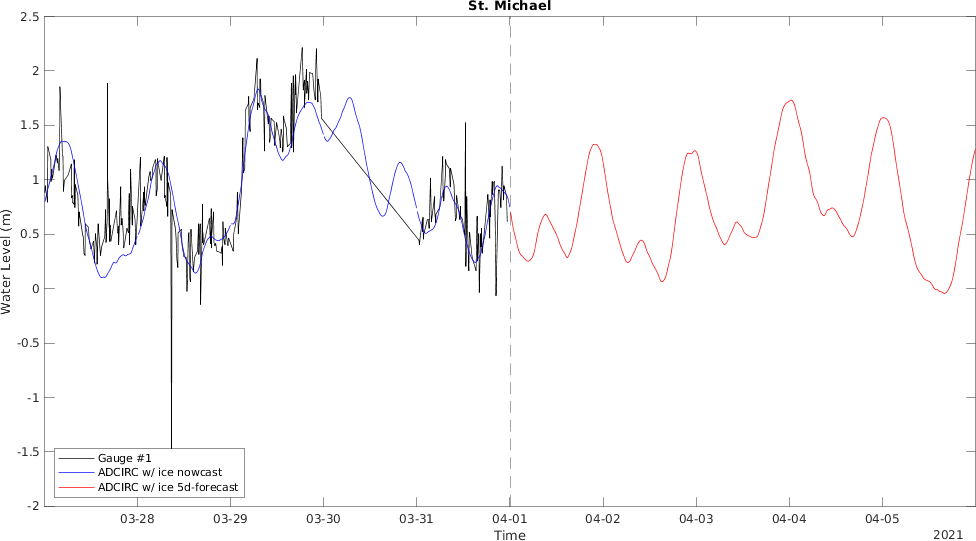 St. Michael
2.5
2
1.5
1
0.5
0
-0.5
-1
-1.5
-2
Water Level (m)
Gauge #1
ADCIRC w/ ice nowcast
ADCIRC w/ ice 5d-forecast
03-28 03-29 03-30 03-31 04-01 04-02 04-03 04-04 04-05
Time
2021